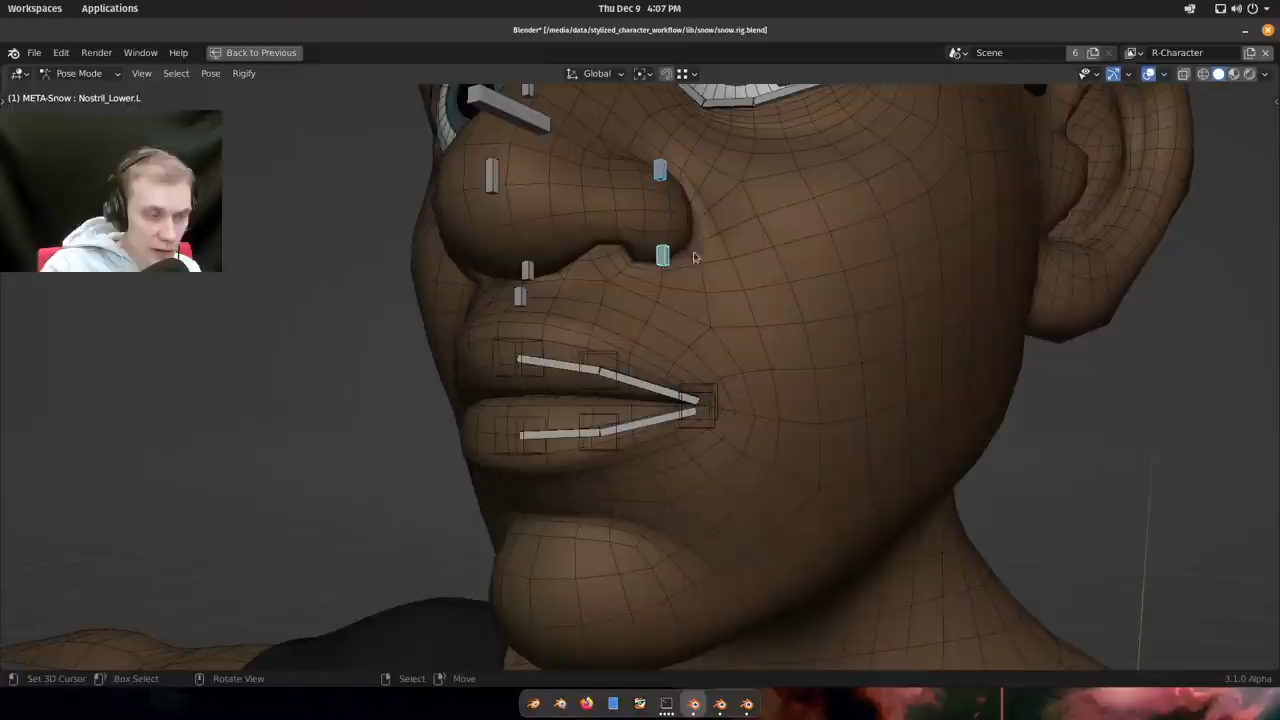 Workspaces Applications Thu Dec 9 4:07 PM
Blender* [/media/data/stylized_character_workflow/lib/snow/snow.rig.blend]
File Edit Render Window Help Back to Previous Scene 6 R-Character
Pose Mode View Select Pose Rigify Global
(1) META-Snow : Nostril_Lower.L
Set 3D Cursor Box Select Rotate View Select Move 3.1.0 Alpha